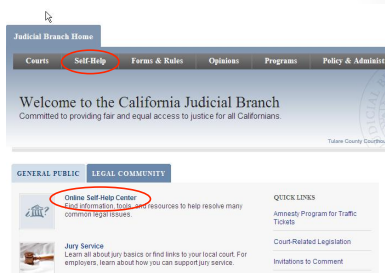 Judicial Branch Home
Courts Self-Help Forms & Rules Opinions Programs Policy & Administ
Welcome to the California Judicial Branch
Committed to providing fair and equal access to justice for all Californians.
Tulare County Courthouse
GENERAL PUBLIC LEGAL COMMUNITY
Online Self-Help Center
Find information, tools, and resources to help resolve many
common legal issues.
Jury Service
Learn all about jury basics or find links to your local court. For
employers, learn about how you can support jury service.
QUICK LINKS
Amnesty Program for Traffic
Tickets
Court-Related Legislation
Invitations to Comment